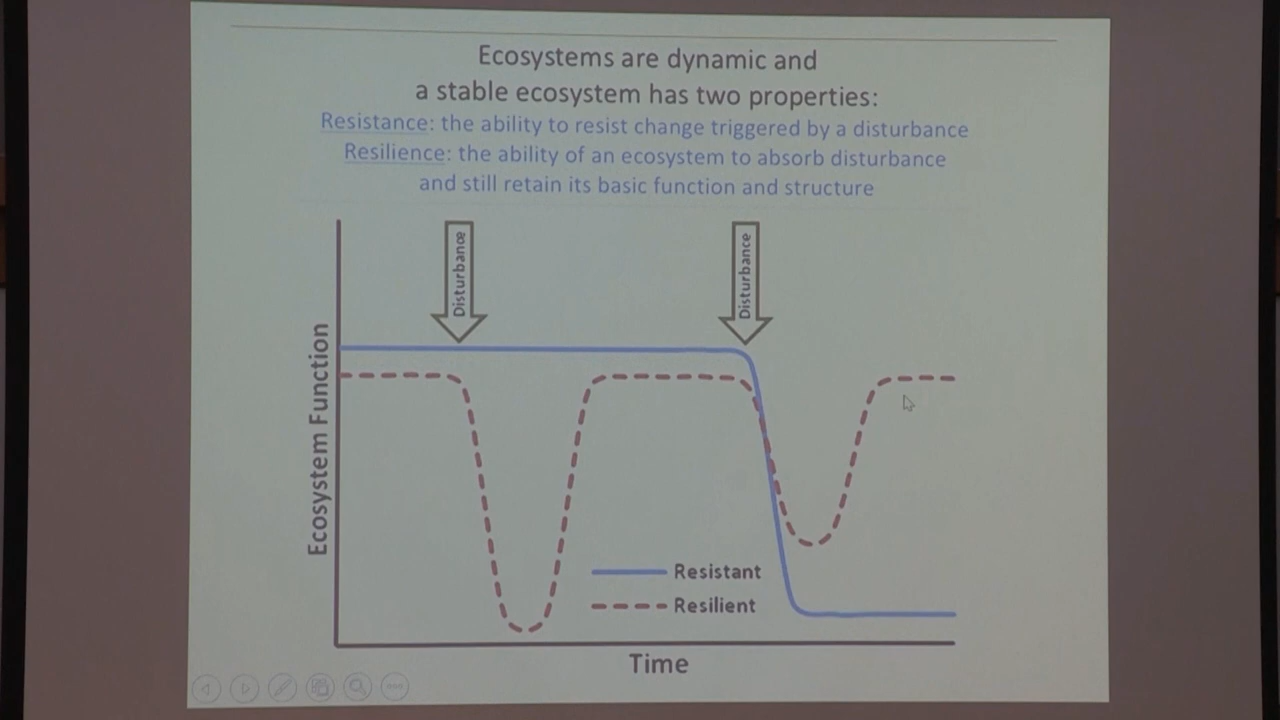 Ecosystems are dynamic and
a stable ecosystem has two properties:
Resistance: the ability to resist change triggered by a disturbance
Resilience: the ability of an ecosystem to absorb disturbance
and still retain its basic function and structure
Disturbance
Disturbance
Ecosystem Function
Resistant
Resilient
Time